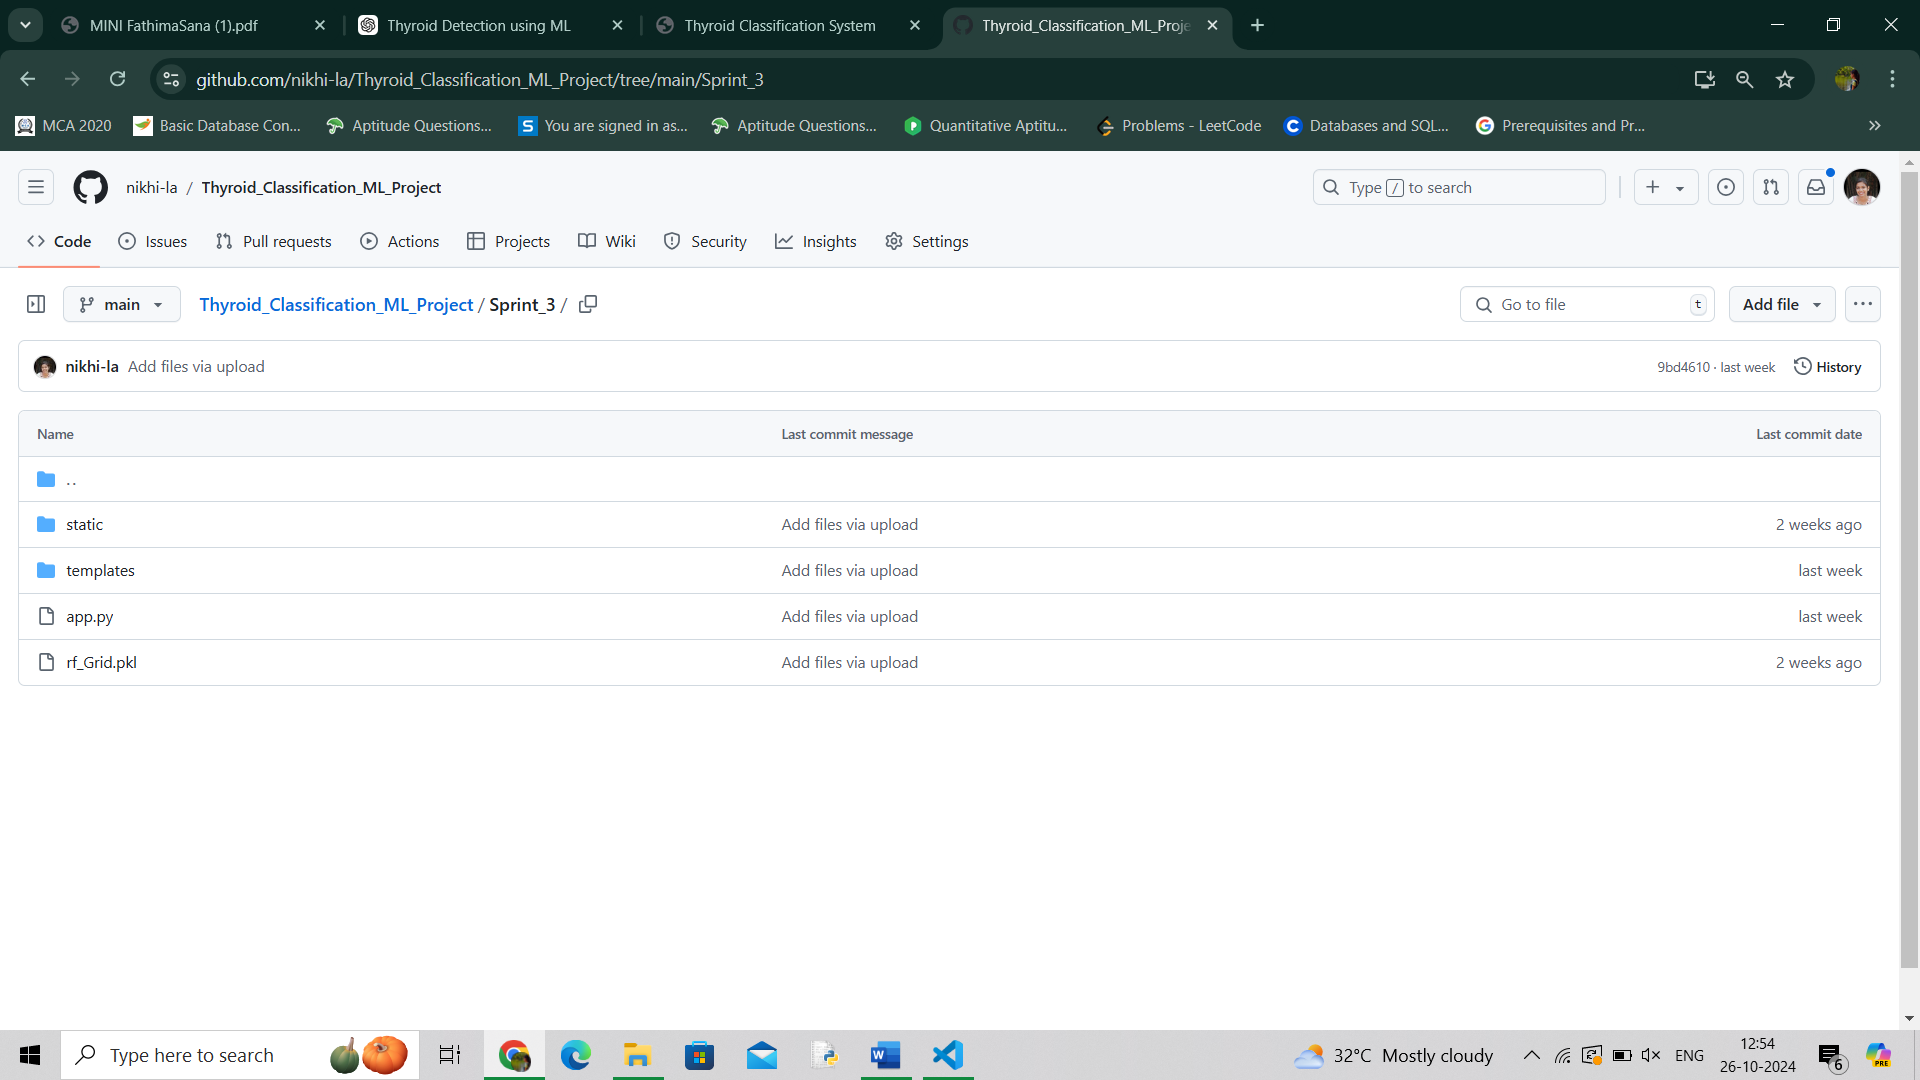 MINI FathimaSana (1).pdf
Thyroid Detection using ML
Thyroid Classification System
Thyroid_Classification_ML_Proje
github.com/nikhi-la/Thyroid_Classification_ML_Project/tree/main/Sprint_3
MCA 2020
Basic Database Con...
Aptitude Questions...
S You are signed in as...
Aptitude Questions...
Quantitative Aptitu...
Problems - LeetCode
C Databases and SQL...
G Prerequisites and Pr...
nikhi-la / Thyroid_Classification_ML_Project
Type / to search
Code
Issues
Pull requests
Actions
Projects
Wiki
Security
Insights
Settings
main
Thyroid_Classification_ML_Project / Sprint_3 /
Go to file
t
Add file
nikhi-la Add files via upload
9bd4610 · last week
History
Name
Last commit message
Last commit date
..
static
Add files via upload
2 weeks ago
templates
Add files via upload
last week
app.py
Add files via upload
last week
rf_Grid.pkl
Add files via upload
2 weeks ago
Type here to search
W
32°C Mostly cloudy
ENG
12:54
26-10-2024
6
PRE